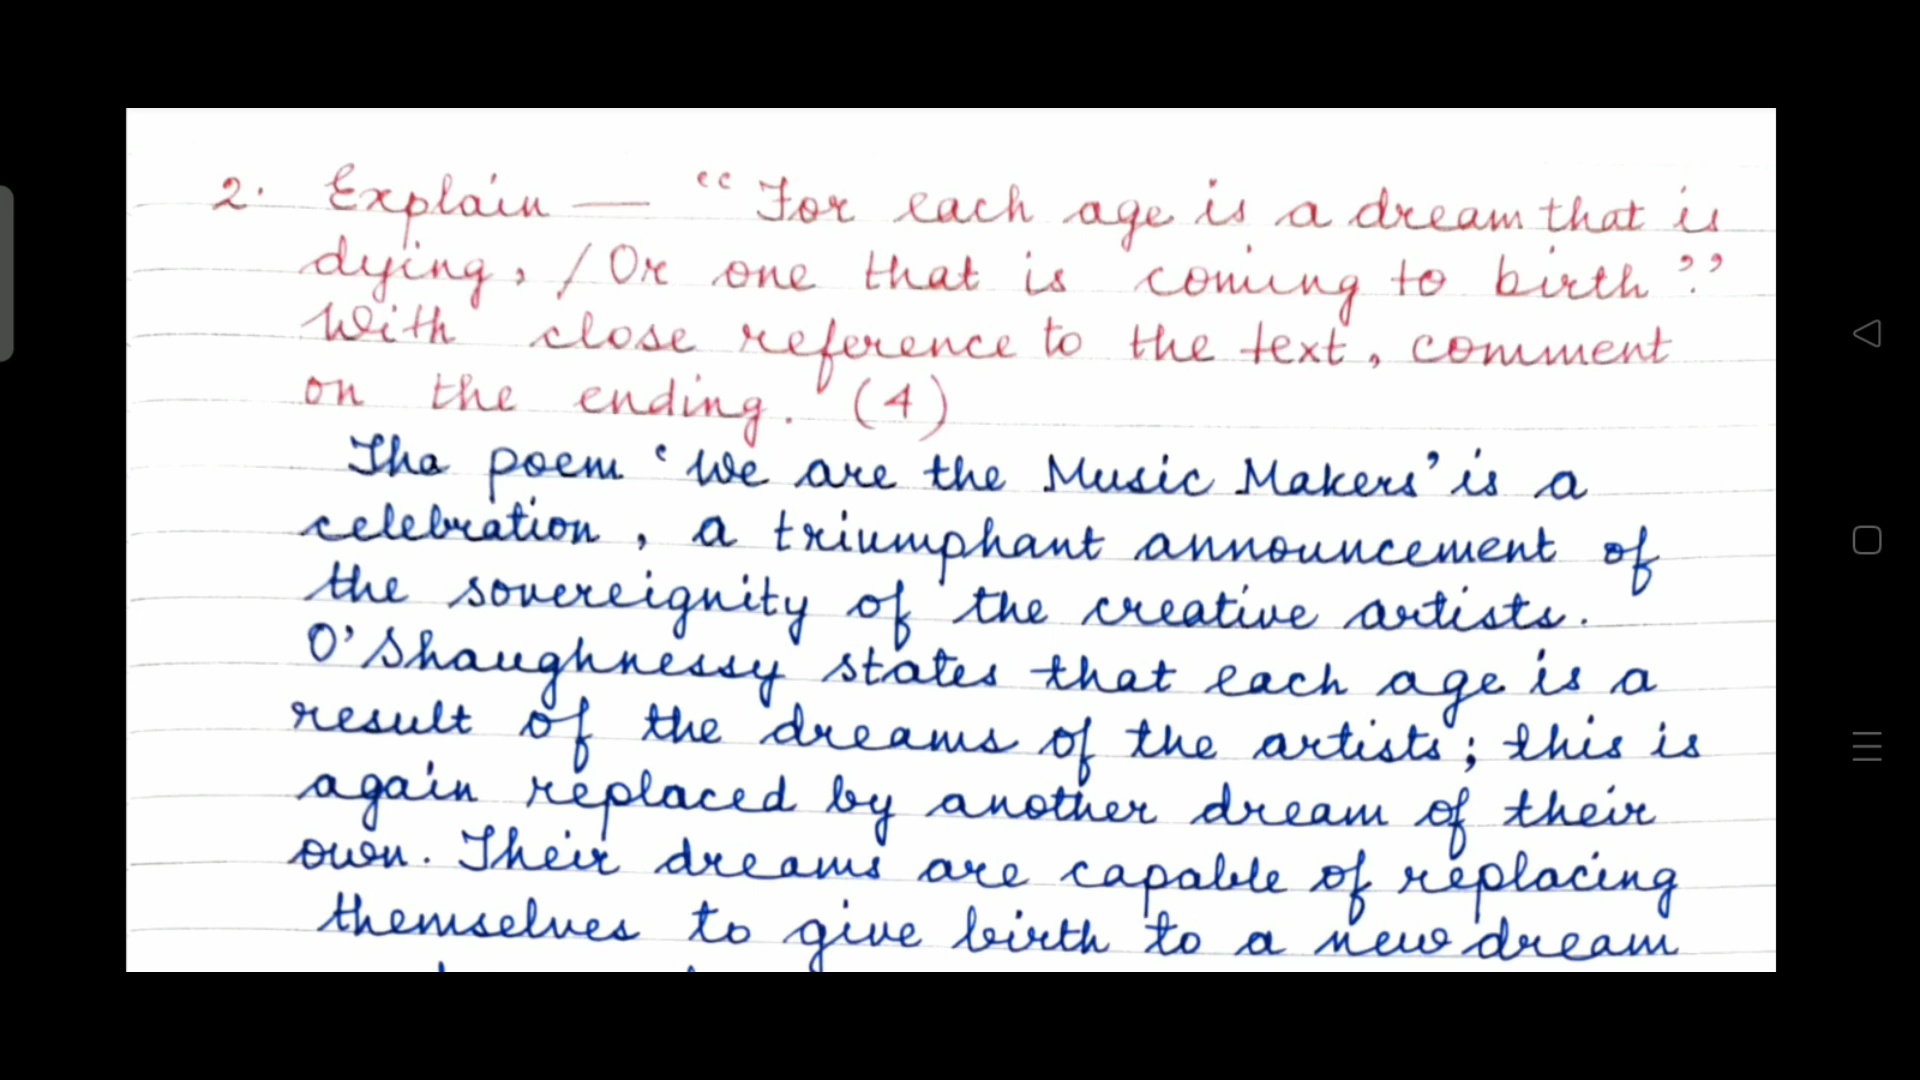 2. Explain — "For each age is a dream that is
dying, / Or one that is coming to birth".
With close reference to the text, comment
on the ending. (4)
Tha poem 'We are the Music Makers' is a
celebration, a triumphant announcement of
the sovereignity of the creative artists.
O'Shaughnessy states that each age is a
result of the dreams of the artists; this is
again replaced by another dream of their
own. Their dreams are capable of replacing
themselves to give birth to a new dream